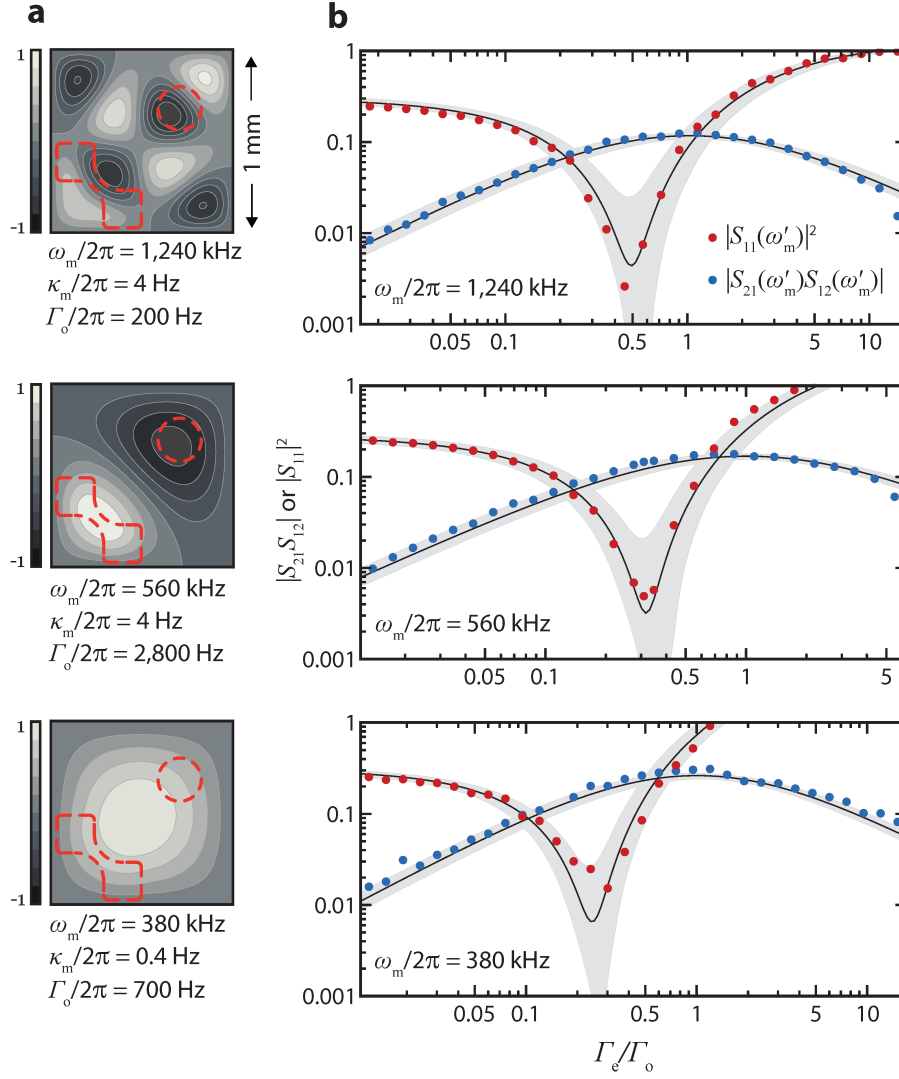 a
b
1
-1
1 mm
ω_m/2π = 1,240 kHz
κ_m/2π = 4 Hz
Γ_o/2π = 200 Hz
1
0.1
0.01
0.001
ω_m/2π = 1,240 kHz
|S_11(ω′_m)|²
|S_21(ω′_m)S_12(ω′_m)|
0.05
0.1
0.5
1
5
10
1
-1
ω_m/2π = 560 kHz
κ_m/2π = 4 Hz
Γ_o/2π = 2,800 Hz
|S_21S_12| or |S_11|²
1
0.1
0.01
0.001
ω_m/2π = 560 kHz
0.05
0.1
0.5
1
5
1
-1
ω_m/2π = 380 kHz
κ_m/2π = 0.4 Hz
Γ_o/2π = 700 Hz
1
0.1
0.01
0.001
ω_m/2π = 380 kHz
0.05
0.1
0.5
1
5
10
Γ_e/Γ_o